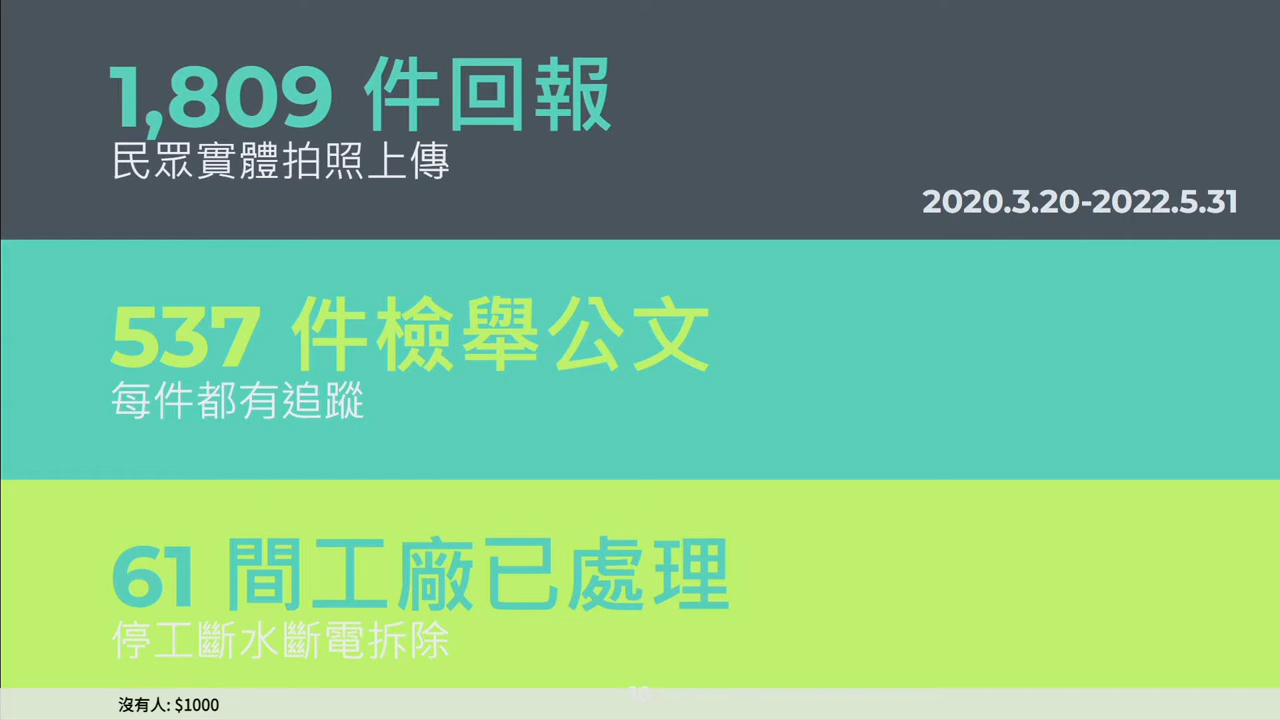 1,809 件回報
民眾實體拍照上傳
2020.3.20-2022.5.31
537 件檢舉公文
每件都有追蹤
61 間工廠已處理
停工斷水斷電拆除
10
沒有人: $1000